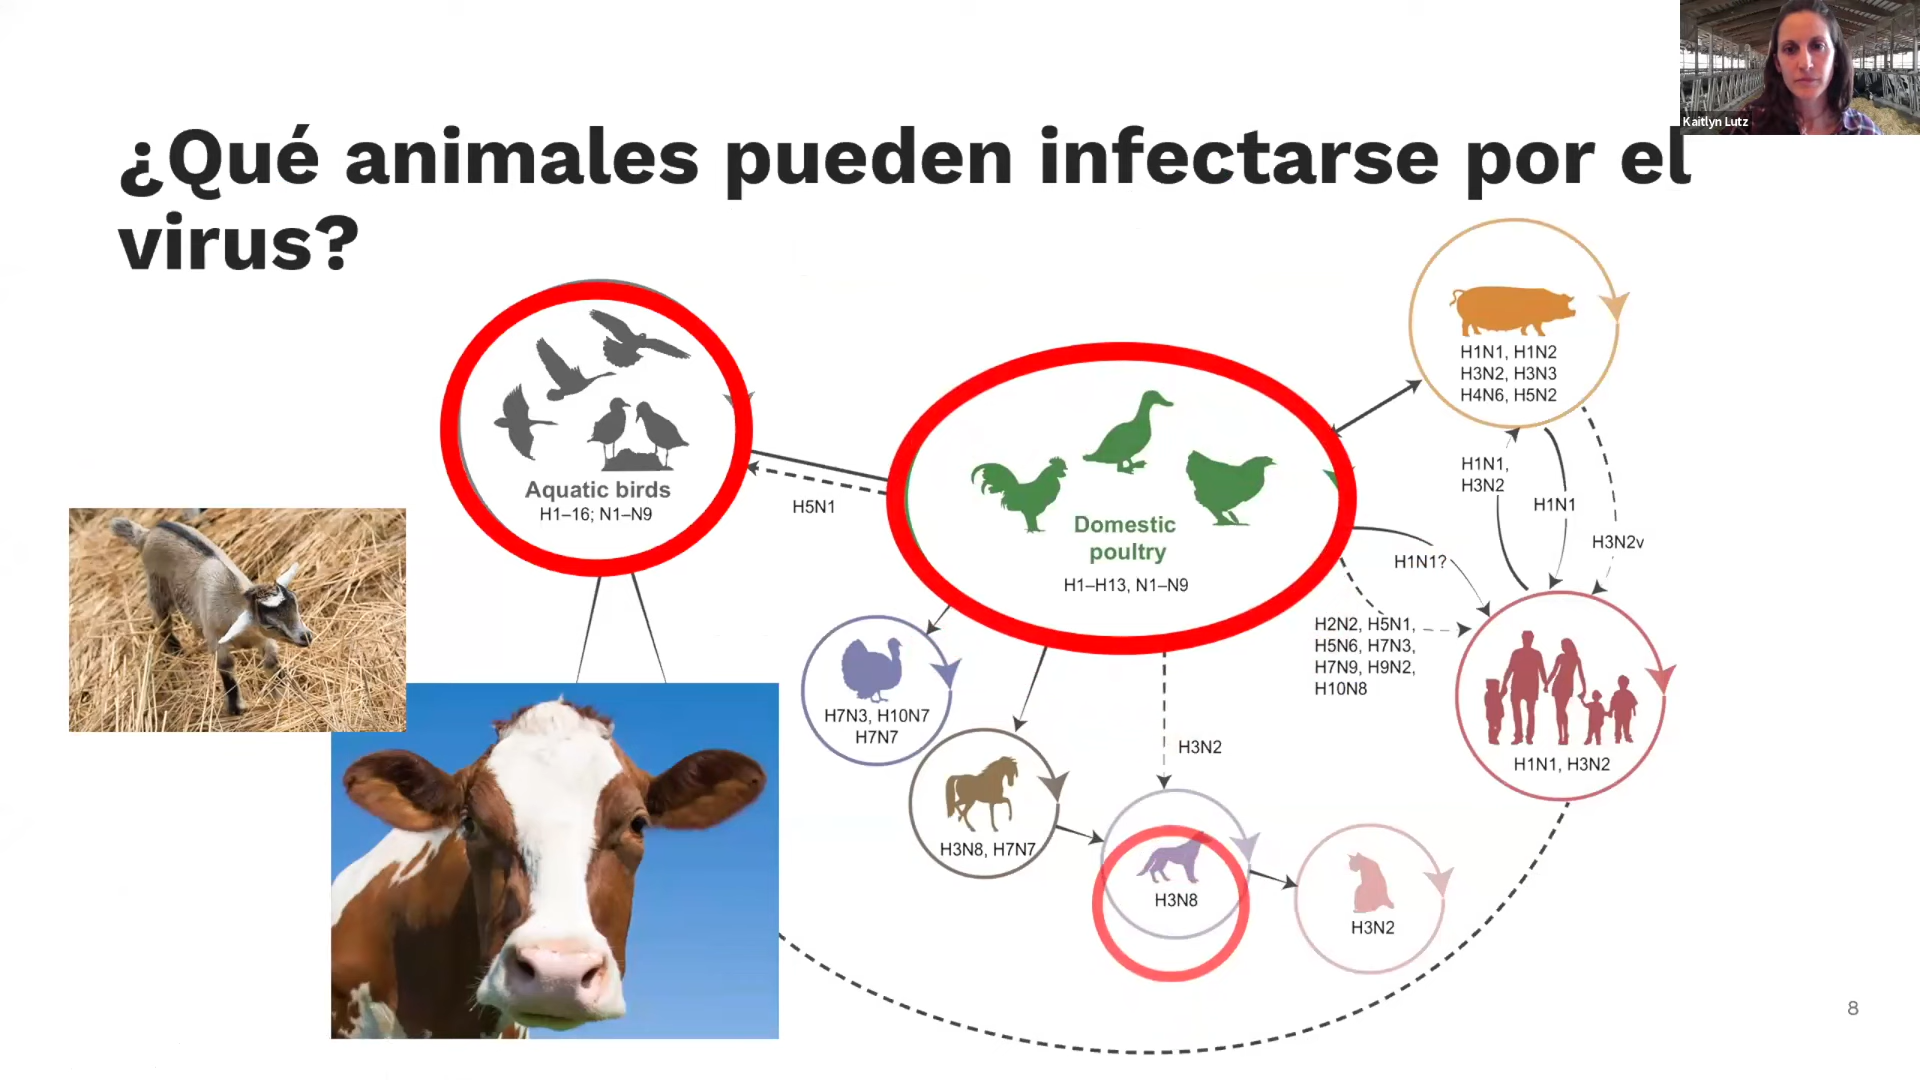 Kaitlyn Lutz
¿Qué animales pueden infectarse por el
virus?
Aquatic birds
H1–16; N1–N9
H5N1
Domestic
poultry
H1–H13, N1–N9
H1N1, H1N2
H3N2, H3N3
H4N6, H5N2
H1N1,
H3N2
H1N1
H3N2v
H1N1?
H2N2, H5N1,
H5N6, H7N3,
H7N9, H9N2,
H10N8
H1N1, H3N2
H7N3, H10N7
H7N7
H3N8, H7N7
H3N2
H3N8
H3N2
8